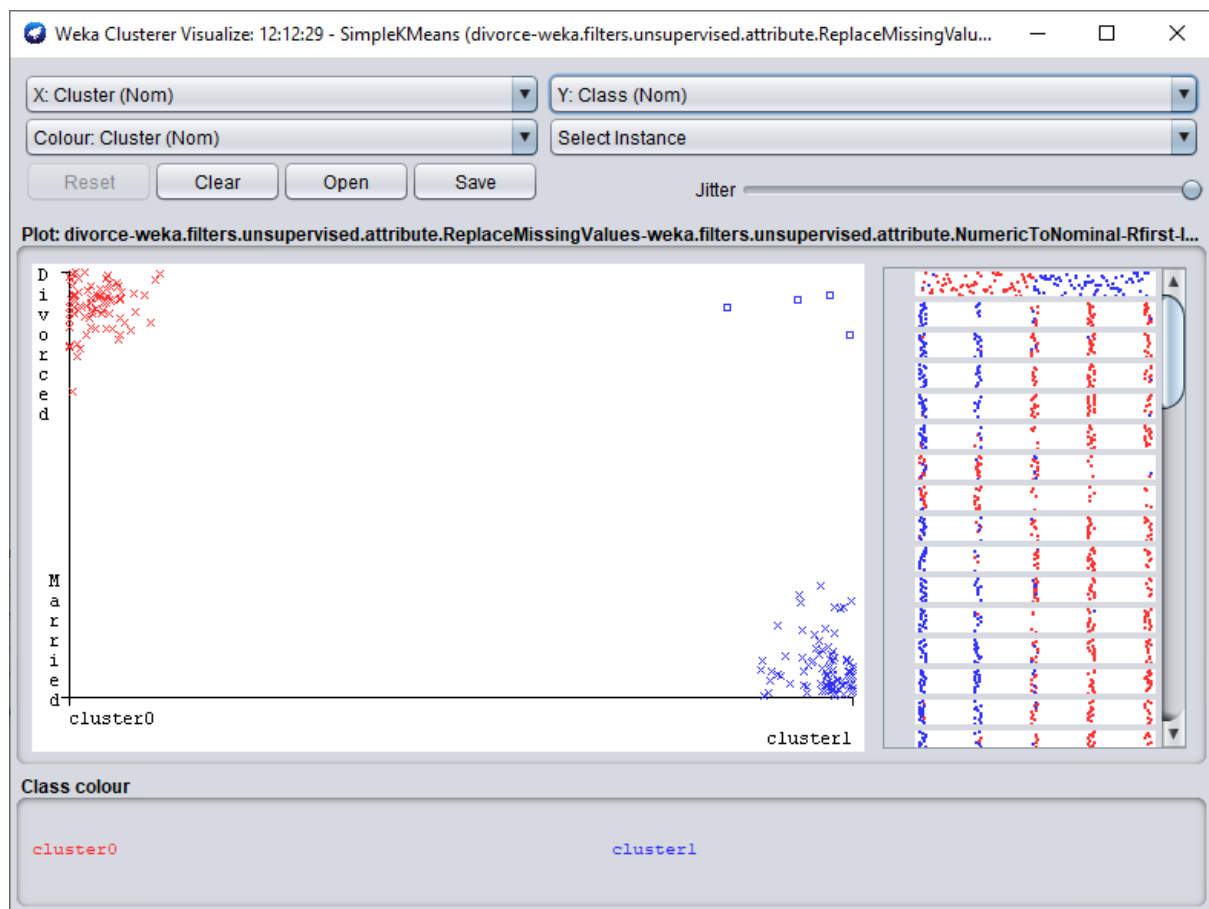 Weka Clusterer Visualize: 12:12:29 - SimpleKMeans (divorce-weka.filters.unsupervised.attribute.ReplaceMissingValu...
X: Cluster (Nom)
Y: Class (Nom)
Colour: Cluster (Nom)
Select Instance
Reset
Clear
Open
Save
Jitter
Plot: divorce-weka.filters.unsupervised.attribute.ReplaceMissingValues-weka.filters.unsupervised.attribute.NumericToNominal-Rfirst-l...
Divorced
Married
cluster0
cluster1
Class colour
cluster0
cluster1